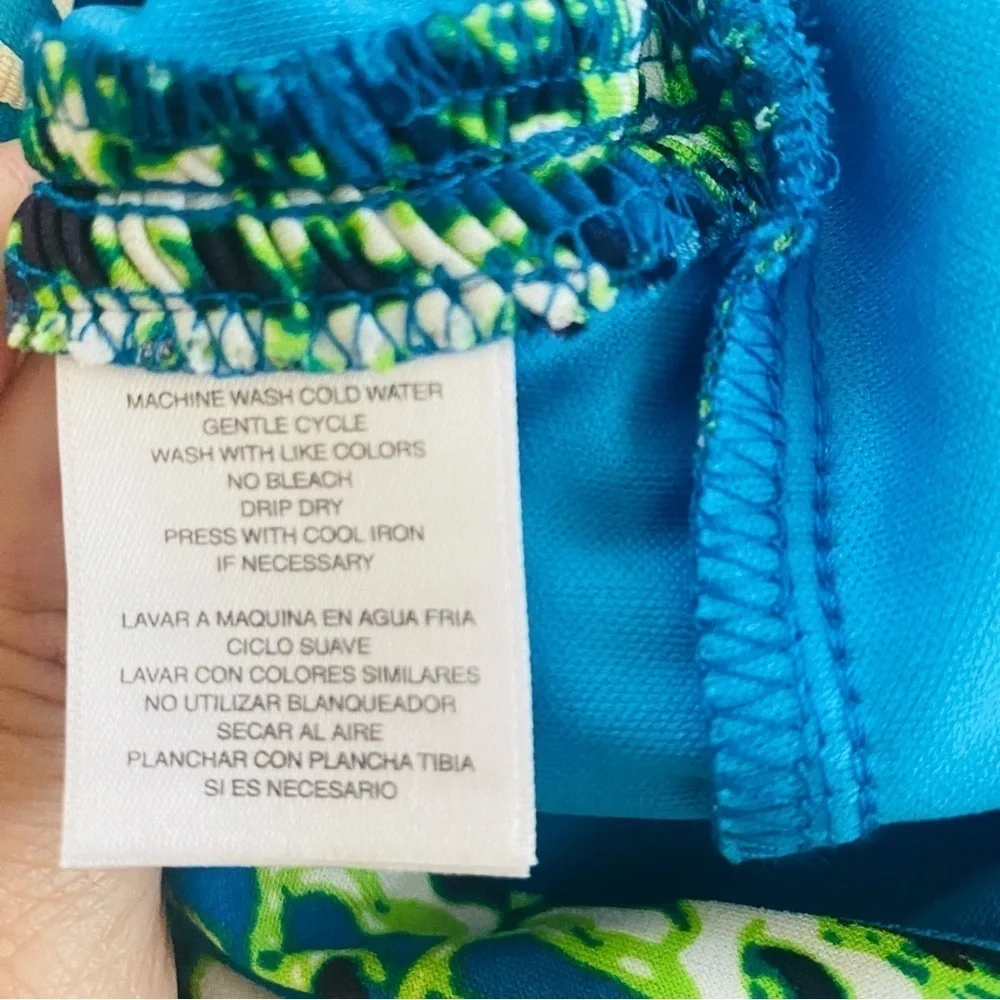 MACHINE WASH COLD WATER
GENTLE CYCLE
WASH WITH LIKE COLORS
NO BLEACH
DRIP DRY
PRESS WITH COOL IRON
IF NECESSARY
LAVAR A MAQUINA EN AGUA FRIA
CICLO SUAVE
LAVAR CON COLORES SIMILARES
NO UTILIZAR BLANQUEADOR
SECAR AL AIRE
PLANCHAR CON PLANCHA TIBIA
SI ES NECESARIO